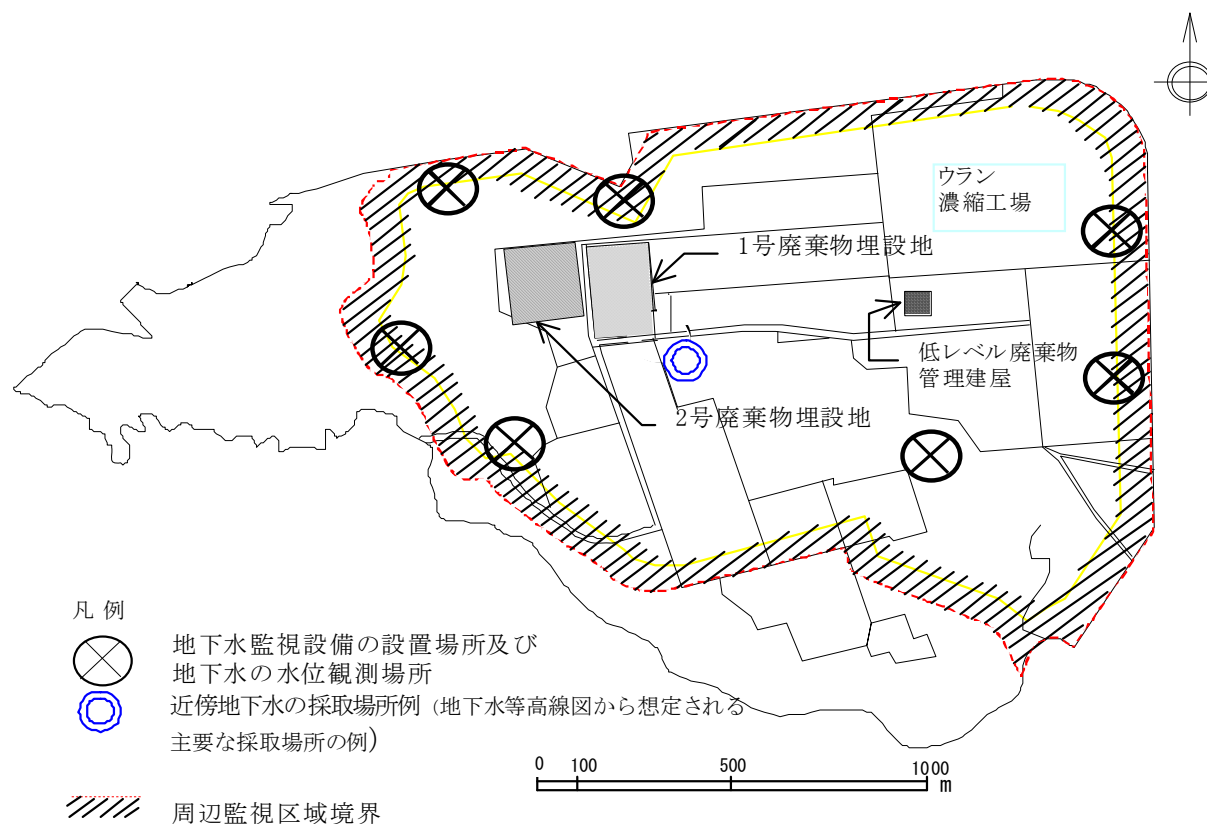 ウラン
濃縮工場
1号廃棄物埋設地
低レベル廃棄物
管理建屋
2号廃棄物埋設地
凡 例
地下水監視設備の設置場所及び
地下水の水位観測場所
近傍地下水の採取場所例 (地下水等高線図から想定される
主要な採取場所の例)
0 100 500 1000
m
周辺監視区域境界